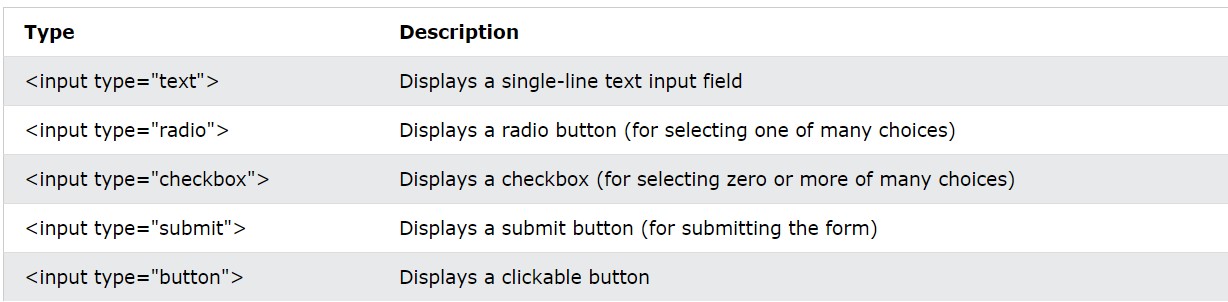 Type Description
<input type="text"> Displays a single-line text input field
<input type="radio"> Displays a radio button (for selecting one of many choices)
<input type="checkbox"> Displays a checkbox (for selecting zero or more of many choices)
<input type="submit"> Displays a submit button (for submitting the form)
<input type="button"> Displays a clickable button